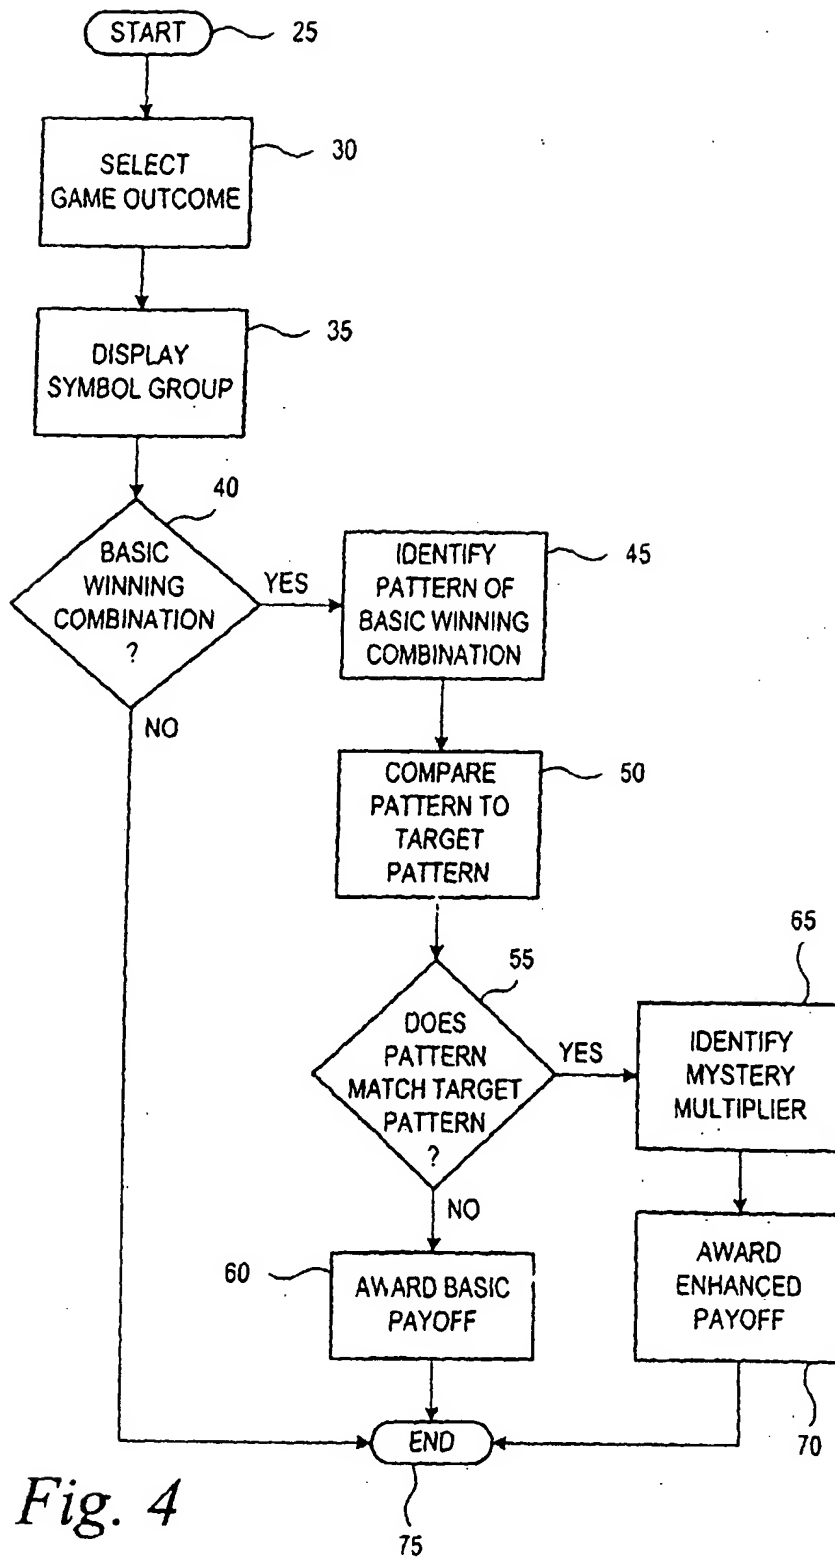 START
25
SELECT
GAME OUTCOME
30
DISPLAY
SYMBOL GROUP
35
40
BASIC
WINNING
COMBINATION
?
YES
NO
IDENTIFY
PATTERN OF
BASIC WINNING
COMBINATION
45
COMPARE
PATTERN TO
TARGET
PATTERN
50
55
DOES
PATTERN
MATCH TARGET
PATTERN
?
YES
NO
65
IDENTIFY
MYSTERY
MULTIPLIER
60
AWARD BASIC
PAYOFF
AWARD
ENHANCED
PAYOFF
70
END
75
Fig. 4